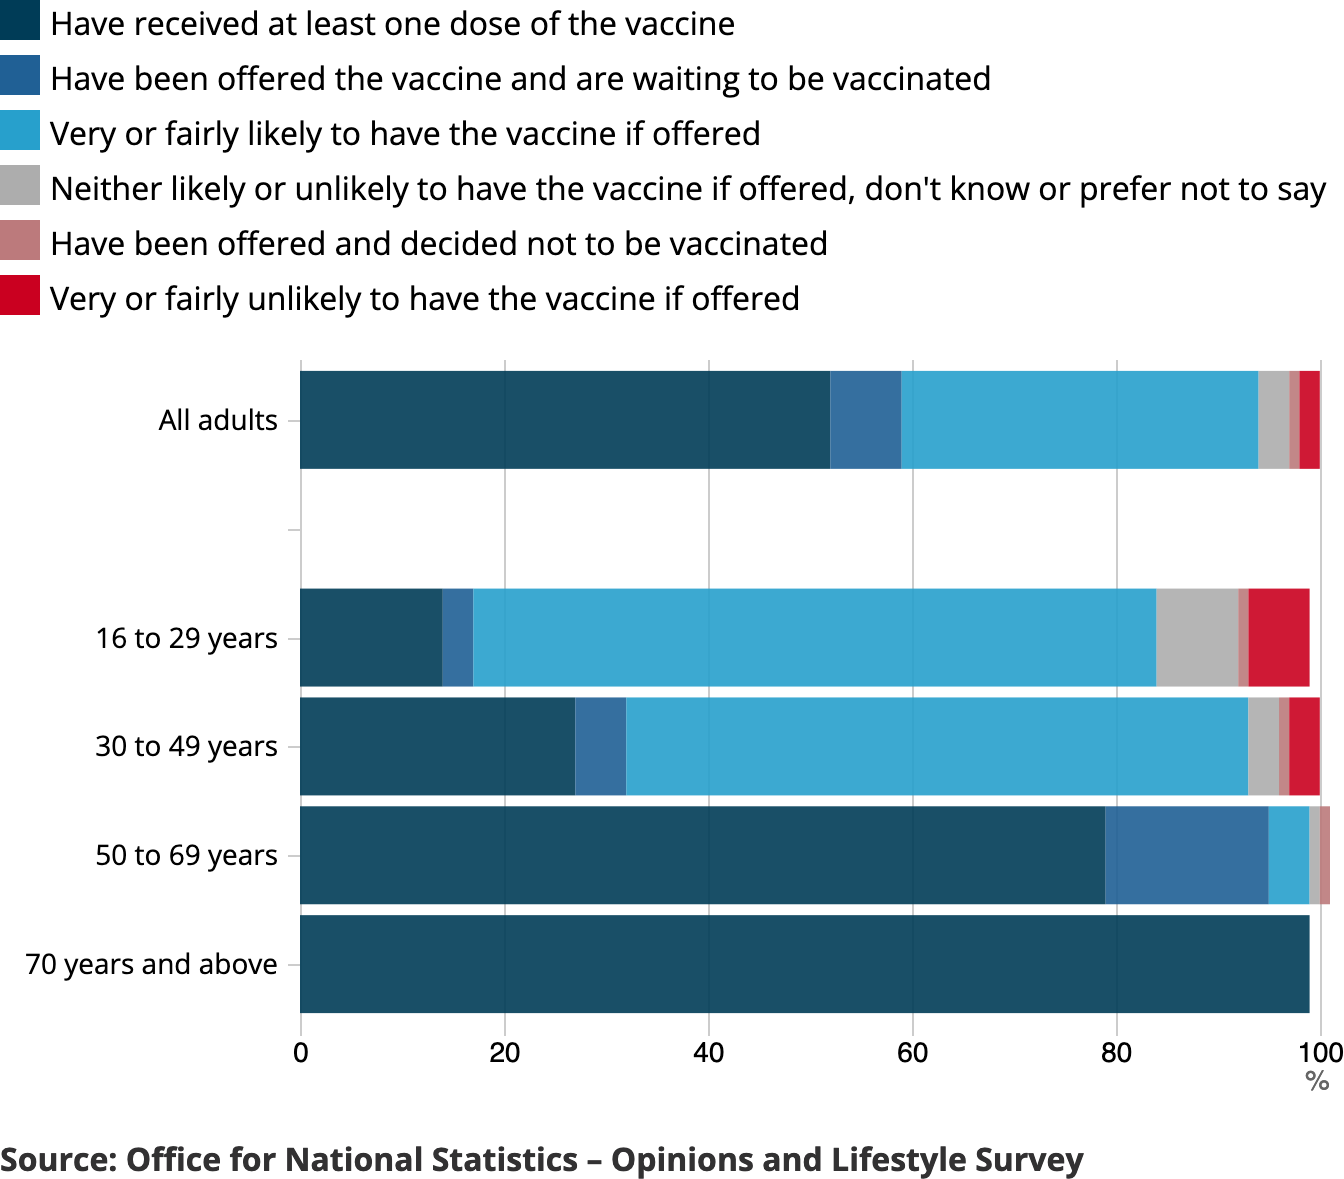 Have received at least one dose of the vaccine
Have been offered the vaccine and are waiting to be vaccinated
Very or fairly likely to have the vaccine if offered
Neither likely or unlikely to have the vaccine if offered, don't know or prefer not to say
Have been offered and decided not to be vaccinated
Very or fairly unlikely to have the vaccine if offered
All adults
16 to 29 years
30 to 49 years
50 to 69 years
70 years and above
0 20 40 60 80 100
%
Source: Office for National Statistics – Opinions and Lifestyle Survey